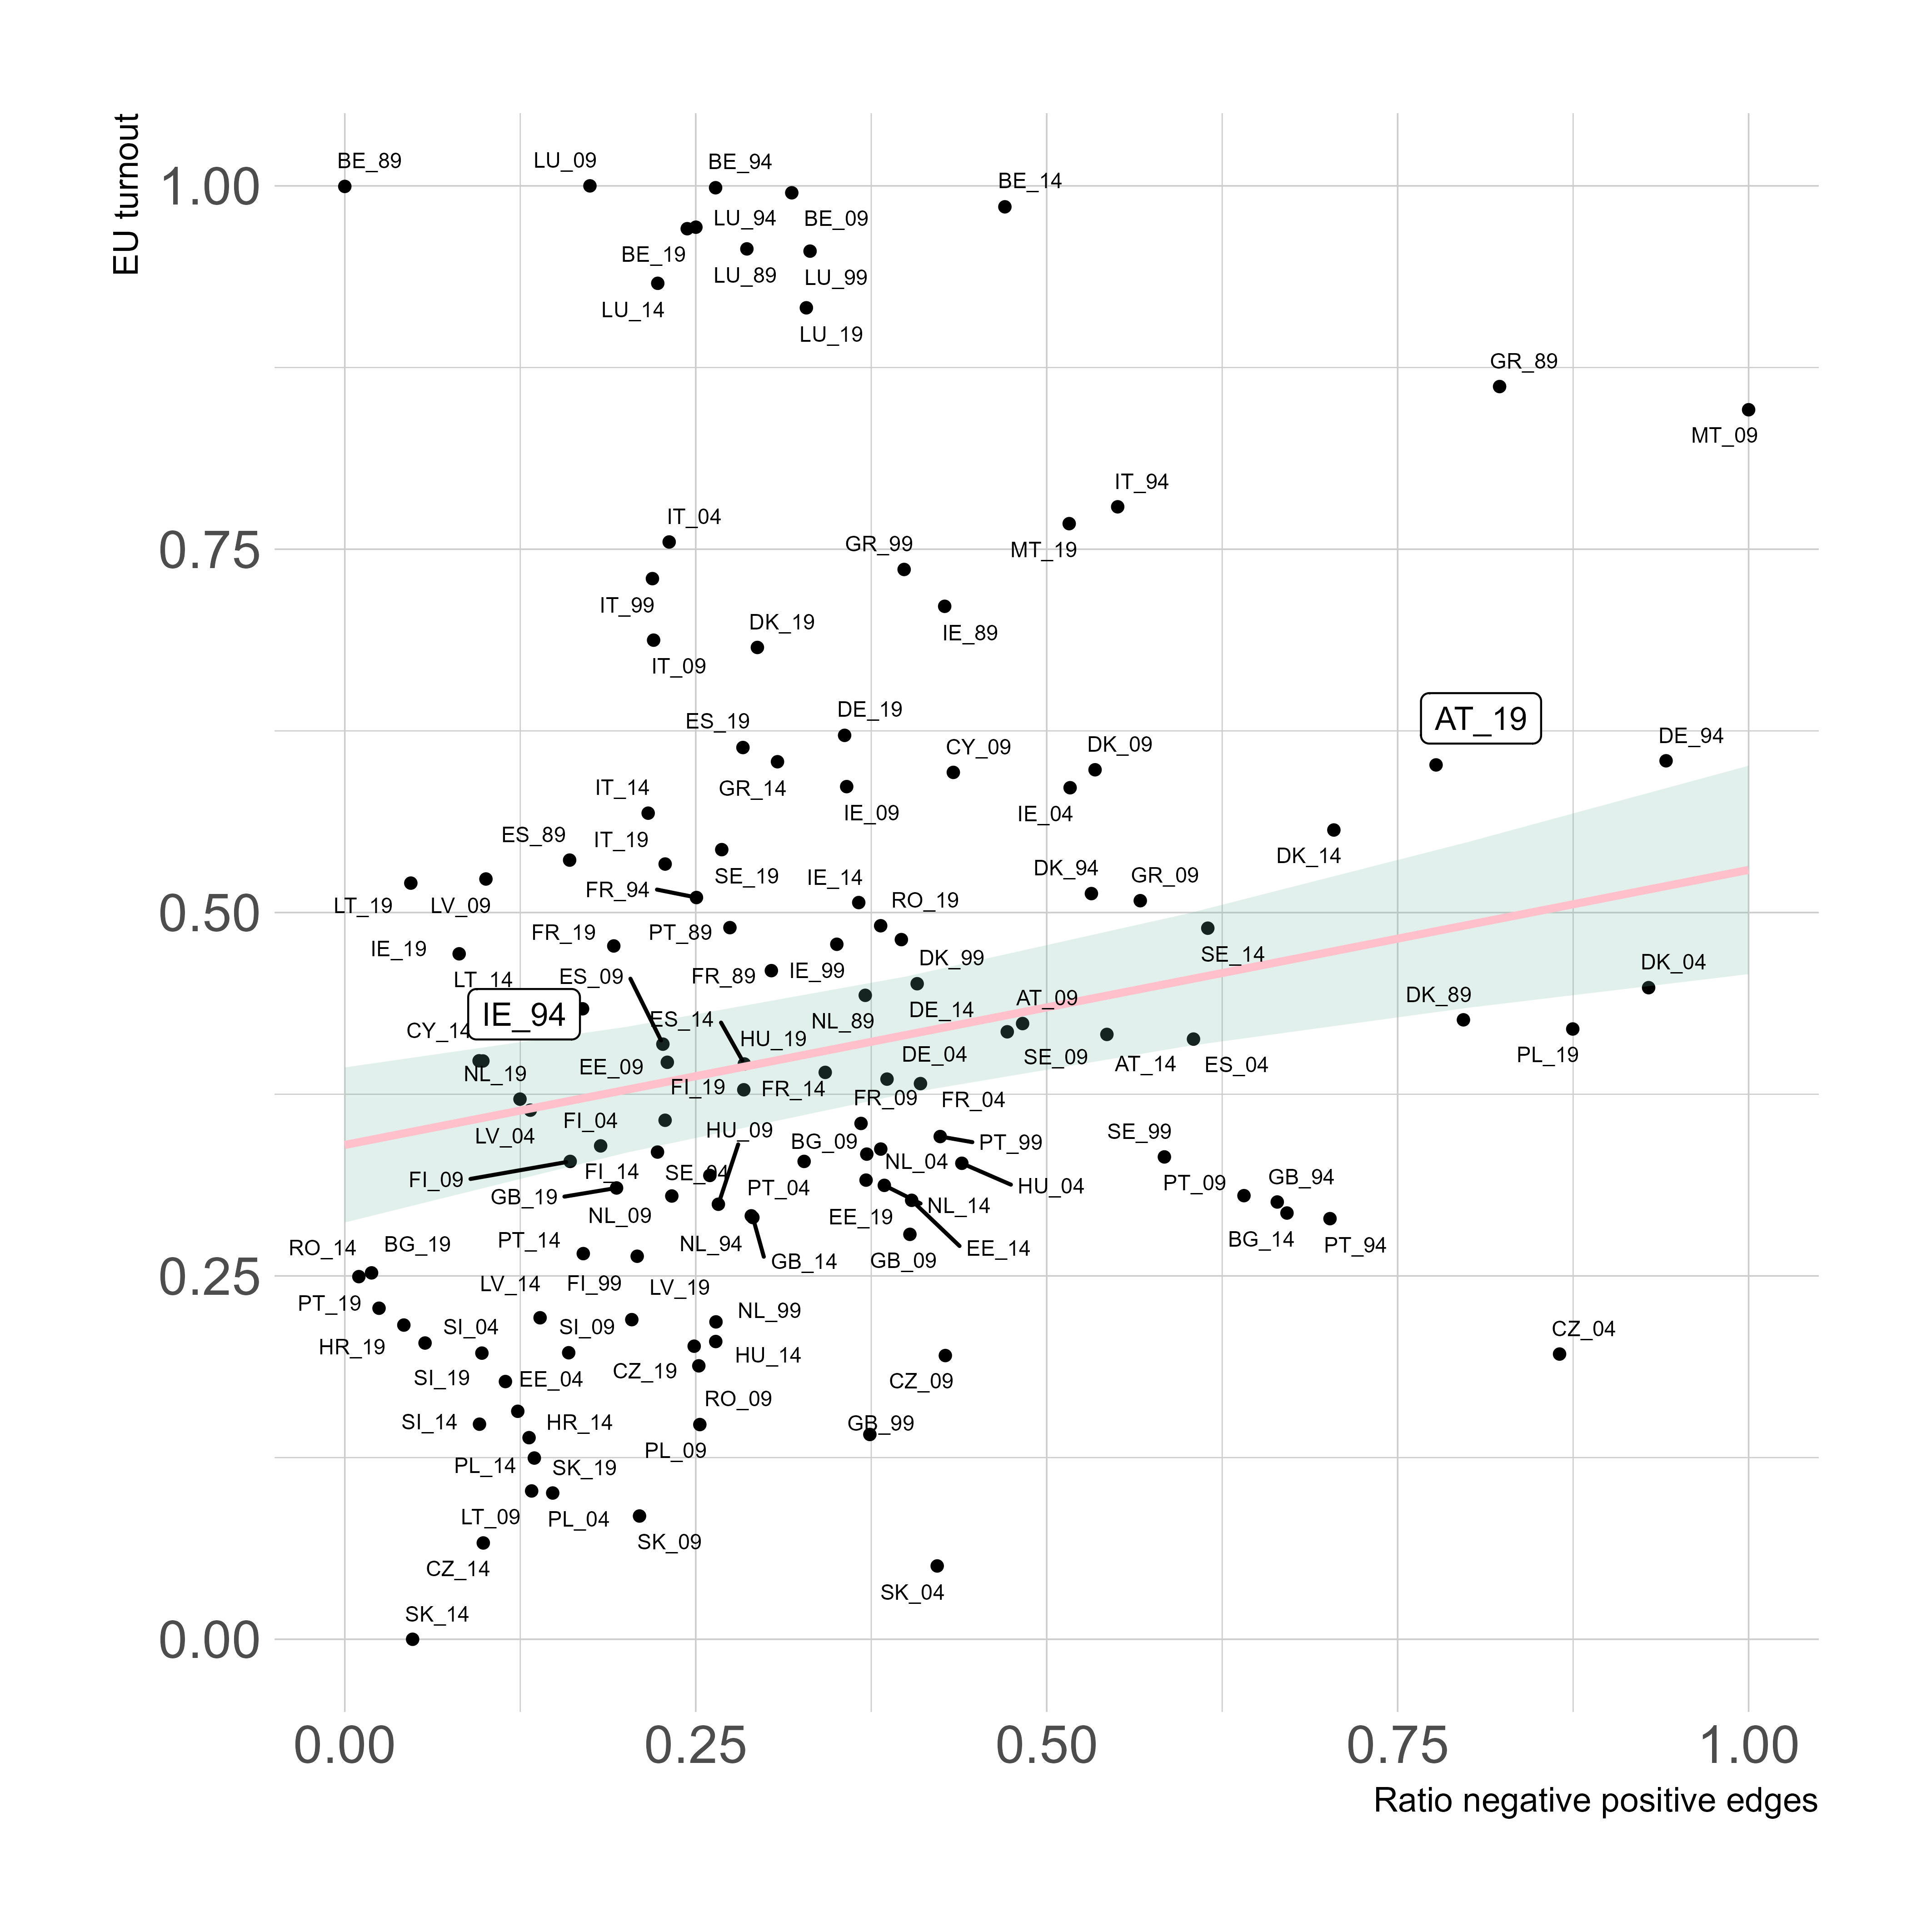 EU turnout
1.00
0.75
0.50
0.25
0.00
BE_89
LU_09
BE_94
BE_14
LU_94
BE_09
BE_19
LU_89
LU_99
LU_14
LU_19
GR_89
MT_09
IT_94
IT_04
GR_99
MT_19
IT_99
DK_19
IE_89
IT_09
DE_19
ES_19
AT_19
DE_94
CY_09
DK_09
IT_14
GR_14
IE_09
IE_04
ES_89
IT_19
DK_14
SE_19
IE_14
DK_94
GR_09
FR_94
RO_19
LT_19
LV_09
FR_19
PT_89
IE_19
SE_14
DK_99
DK_04
LT_14
ES_09
FR_89
IE_99
DK_89
AT_09
IE_94
ES_14
NL_89
DE_14
CY_14
HU_19
DE_04
SE_09
PL_19
NL_19
EE_09
AT_14
ES_04
FI_19
FR_14
FR_09
FR_04
FI_04
LV_04
HU_09
BG_09
PT_99
SE_99
FI_14
SE_04
NL_04
FI_09
GB_19
PT_04
HU_04
PT_09
GB_94
NL_09
EE_19
NL_14
PT_14
NL_94
GB_14
GB_09
EE_14
BG_14
PT_94
RO_14
BG_19
LV_14
FI_99
LV_19
PT_19
HR_19
SI_04
SI_09
NL_99
CZ_04
SI_19
EE_04
CZ_19
HU_14
CZ_09
RO_09
SI_14
HR_14
GB_99
PL_09
PL_14
SK_19
LT_09
PL_04
SK_09
CZ_14
SK_04
SK_14
0.00
0.25
0.50
0.75
1.00
Ratio negative positive edges